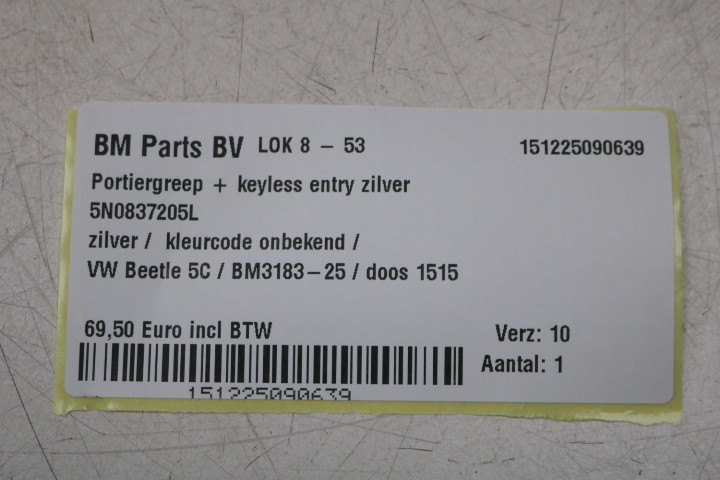 BM Parts BV LOK 8 - 53 151225090639
Portiergreep + keyless entry zilver
5N0837205L
zilver / kleurcode onbekend /
VW Beetle 5C / BM3183-25 / doos 1515
69,50 Euro incl BTW Verz: 10
Aantal: 1
151225090639